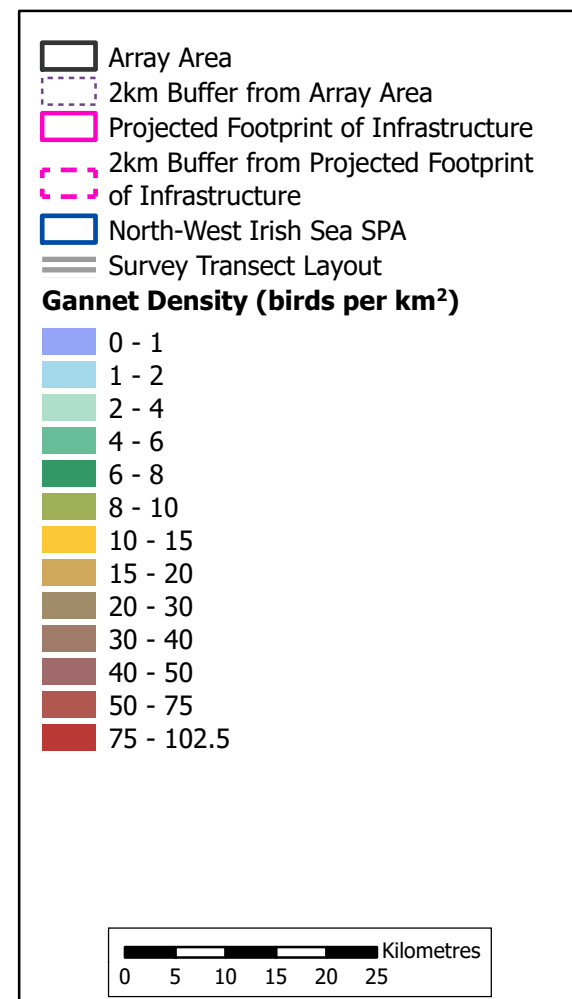 Array Area
2km Buffer from Array Area
Projected Footprint of Infrastructure
2km Buffer from Projected Footprint
of Infrastructure
North-West Irish Sea SPA
Survey Transect Layout
Gannet Density (birds per km²)
0 - 1
1 - 2
2 - 4
4 - 6
6 - 8
8 - 10
10 - 15
15 - 20
20 - 30
30 - 40
40 - 50
50 - 75
75 - 102.5
Kilometres
0 5 10 15 20 25